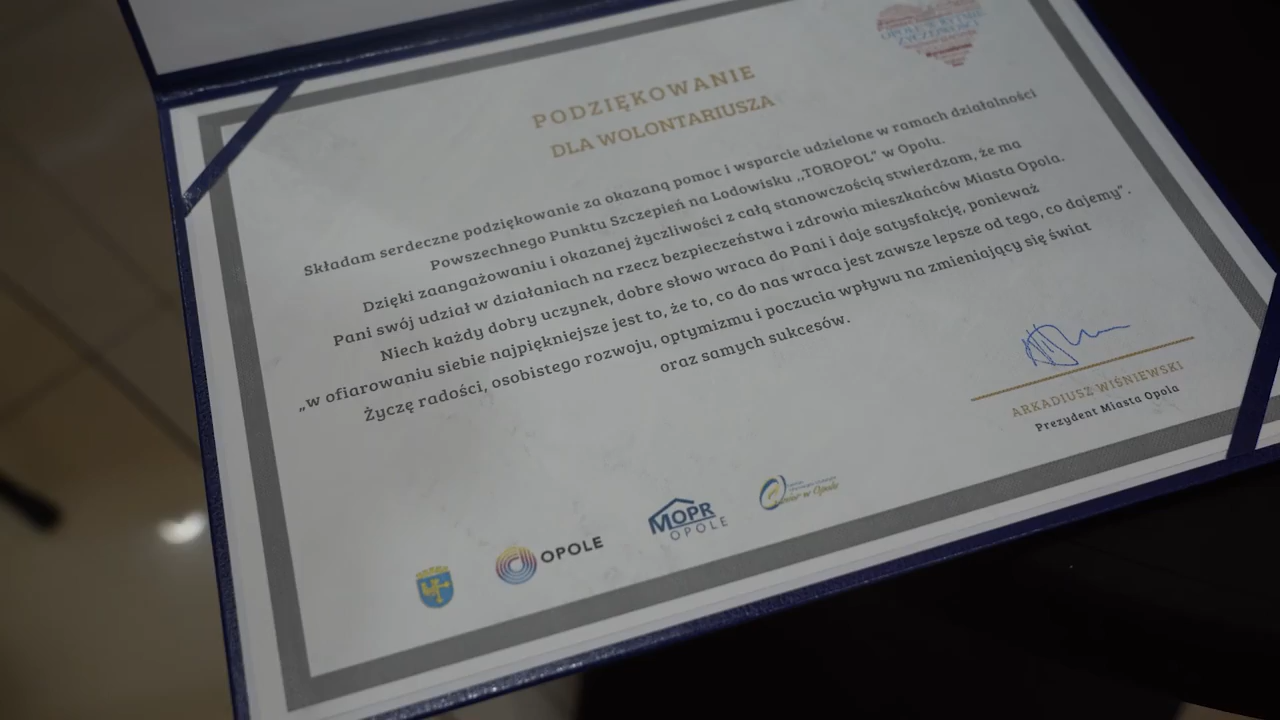 ŻYCZLIWOŚCI
PODZIĘKOWANIE
DLA WOLONTARIUSZA
Składam serdeczne podziękowanie za okazaną pomoc i wsparcie udzielone w ramach działalności
Powszechnego Punktu Szczepień na Lodowisku „TOROPOL” w Opolu.
Dzięki zaangażowaniu i okazanej życzliwości z całą stanowczością stwierdzam, że ma
Pani swój udział w działaniach na rzecz bezpieczeństwa i zdrowia mieszkańców Miasta Opola.
Niech każdy dobry uczynek, dobre słowo wraca do Pani i daje satysfakcję, ponieważ
„w ofiarowaniu siebie najpiękniejsze jest to, że to, co do nas wraca jest zawsze lepsze od tego, co dajemy”.
Życzę radości, osobistego rozwoju, optymizmu i poczucia wpływu na zmieniający się świat
oraz samych sukcesów.
ARKADIUSZ WIŚNIEWSKI
Prezydent Miasta Opola
OPOLE
MOPR
OPOLE
w Opolu